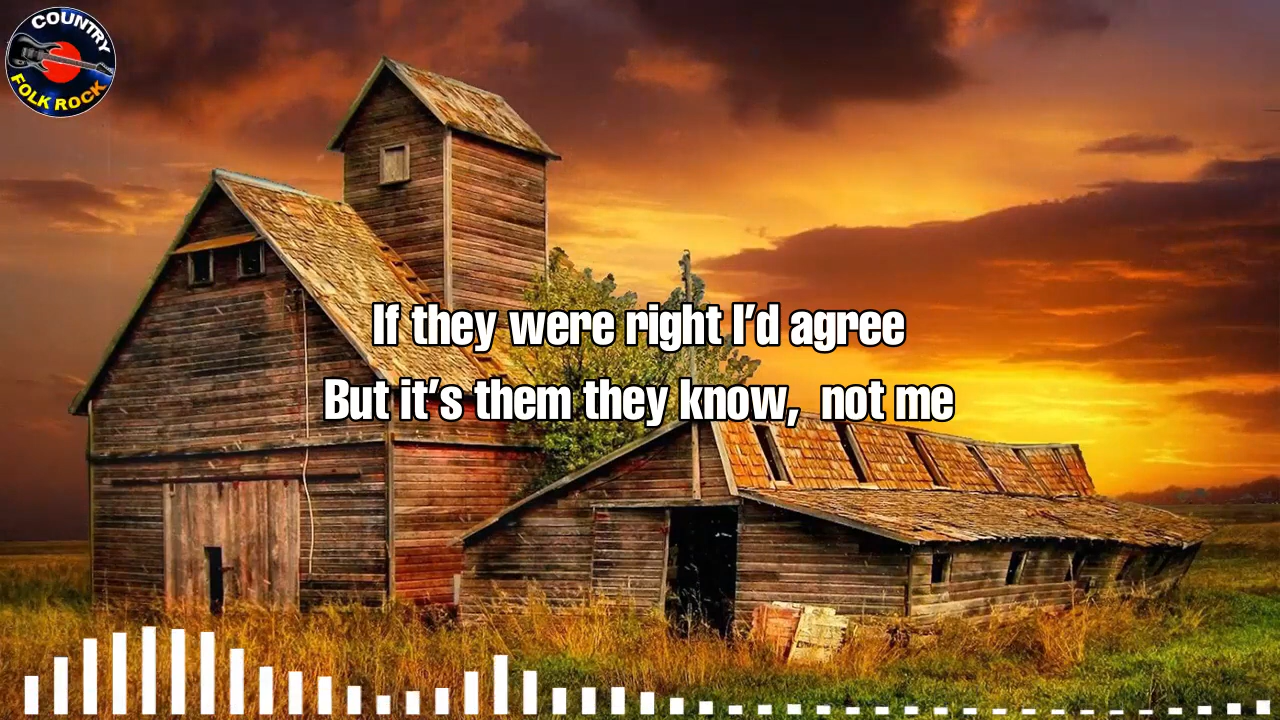 COUNTRY
FOLK ROCK
If they were right I'd agree
But it's them they know, not me